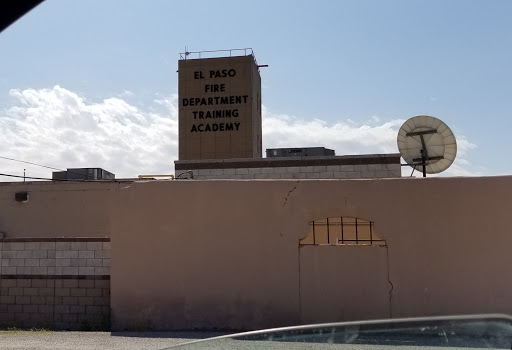 EL PASO
FIRE
DEPARTMENT
TRAINING
ACADEMY